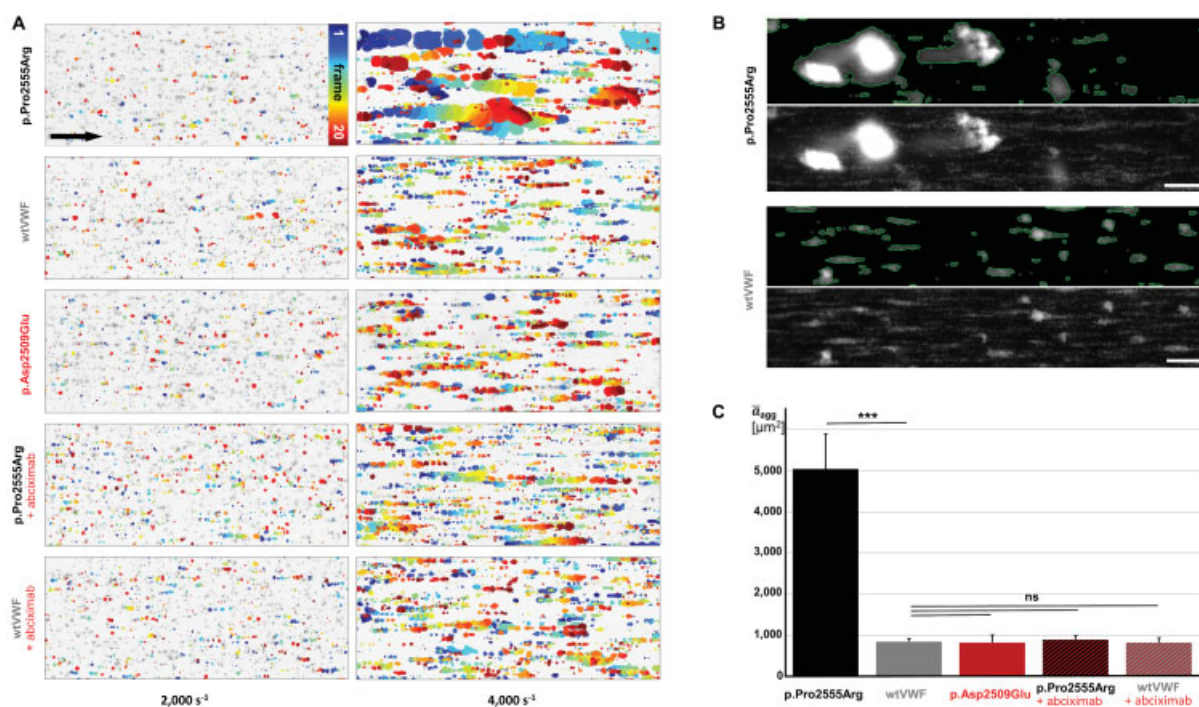 A
p.Pro2555Arg
1
frame
20
wtVWF
p.Asp2509Glu
p.Pro2555Arg
+ abciximab
wtVWF
+ abciximab
2,000 s⁻¹
4,000 s⁻¹
B
p.Pro2555Arg
wtVWF
C
a̅agg
[µm²]
***
5,000
4,000
3,000
2,000
1,000
0
ns
p.Pro2555Arg
wtVWF
p.Asp2509Glu
p.Pro2555Arg
+ abciximab
wtVWF
+ abciximab